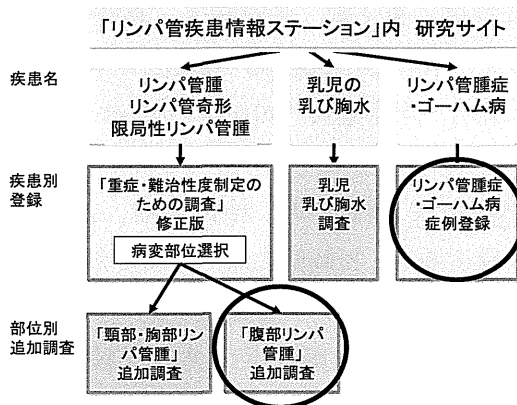 「リンパ管疾患情報ステーション」内 研究サイト
疾患名
リンパ管腫
リンパ管奇形
限局性リンパ管腫
乳児の
乳び胸水
リンパ管腫症
・ゴーハム病
疾患別
登録
「重症・難治性度制定の
ための調査」
修正版
病変部位選択
乳児
乳び胸水
調査
リンパ管腫症
・ゴーハム病
症例登録
部位別
追加調査
「頸部・胸部リン
パ管腫」
追加調査
「腹部リンパ
管腫」
追加調査